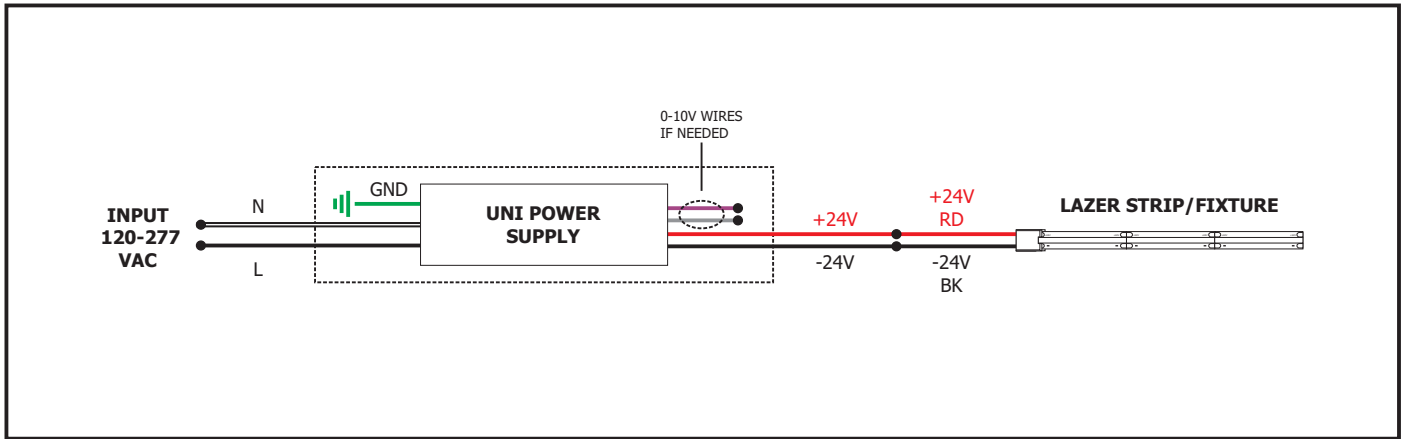 0-10V WIRES
IF NEEDED
GND
N
INPUT
120-277
VAC
L
UNI POWER
SUPPLY
+24V
-24V
+24V
RD
-24V
BK
LAZER STRIP/FIXTURE